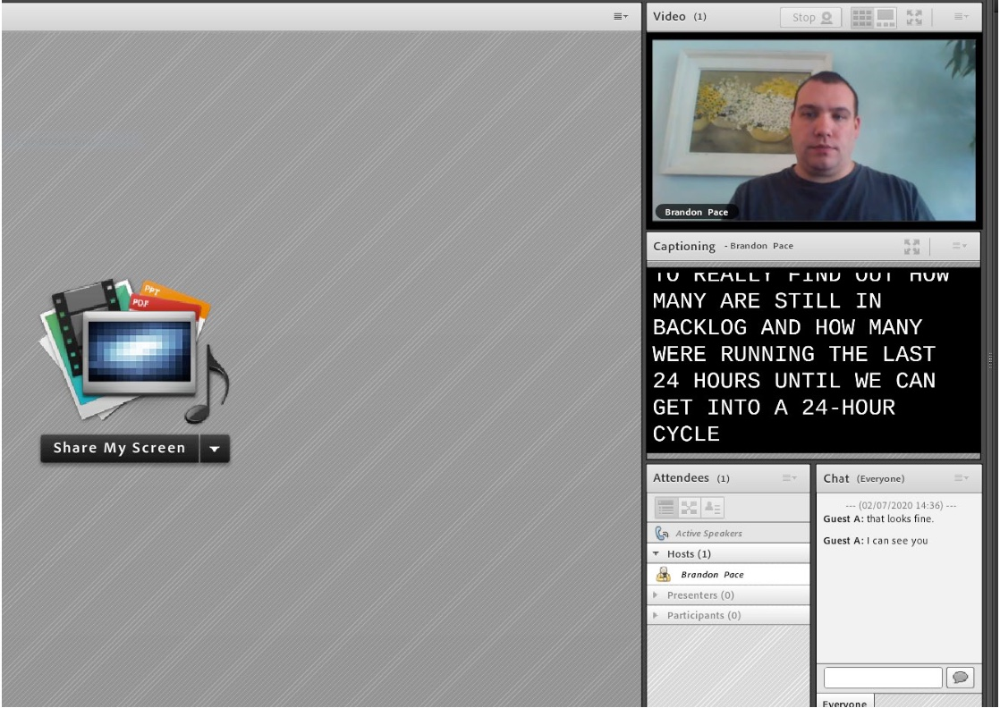 Video (1)
Stop
Brandon Pace
Captioning - Brandon Pace
TO REALLY FIND OUT HOW
MANY ARE STILL IN
BACKLOG AND HOW MANY
WERE RUNNING THE LAST
24 HOURS UNTIL WE CAN
GET INTO A 24-HOUR
CYCLE
PPT
PDF
Share My Screen
Attendees (1)
Active Speakers
Hosts (1)
Brandon Pace
Presenters (0)
Participants (0)
Chat (Everyone)
--- (02/07/2020 14:36) ---
Guest A: that looks fine.
Guest A: I can see you
Everyone